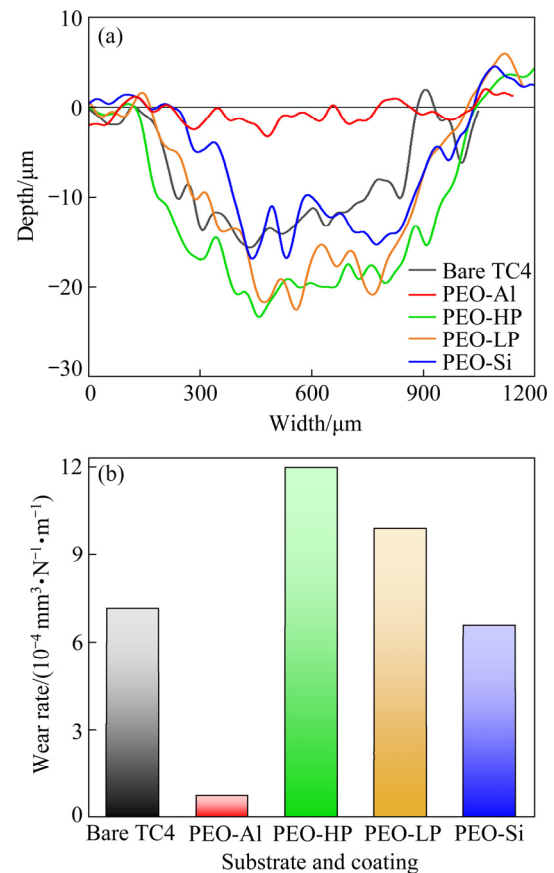 (a)
10
0
−10
−20
−30
Depth/μm
Bare TC4
PEO-Al
PEO-HP
PEO-LP
PEO-Si
0
300
600
900
1200
Width/μm
(b)
12
9
6
3
0
Wear rate/(10⁻⁴ mm³•N⁻¹•m⁻¹)
Bare TC4 PEO-Al PEO-HP PEO-LP PEO-Si
Substrate and coating